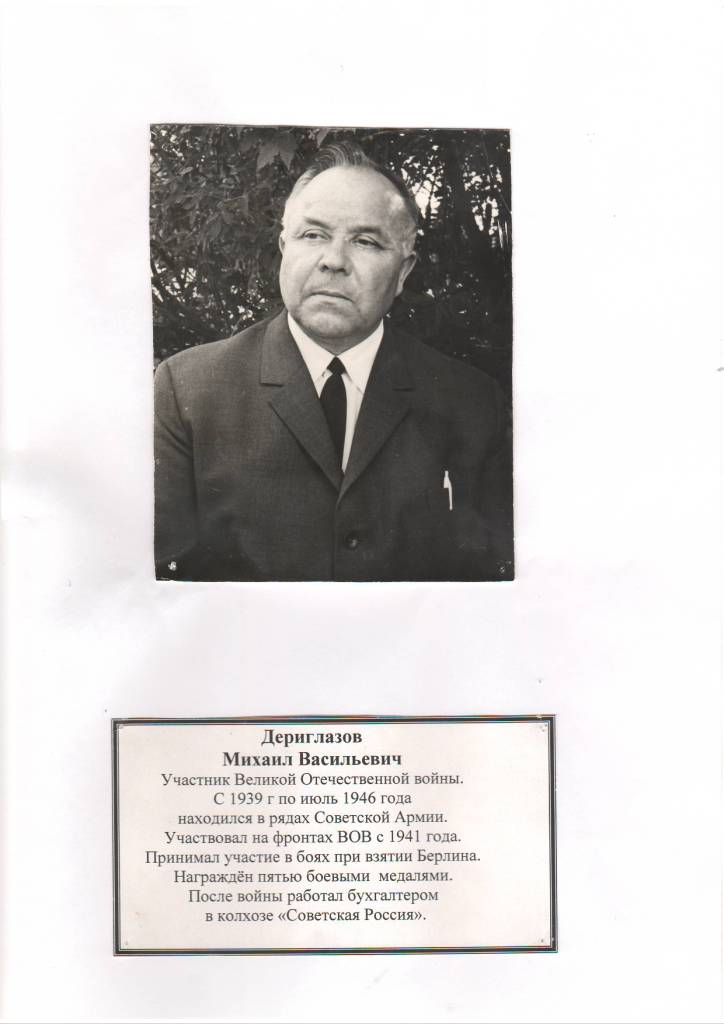 Дериглазов
Михаил Васильевич
Участник Великой Отечественной войны.
С 1939 г по июль 1946 года
находился в рядах Советской Армии.
Участвовал на фронтах ВОВ с 1941 года.
Принимал участие в боях при взятии Берлина.
Награждён пятью боевыми медалями.
После войны работал бухгалтером
в колхозе «Советская Россия».